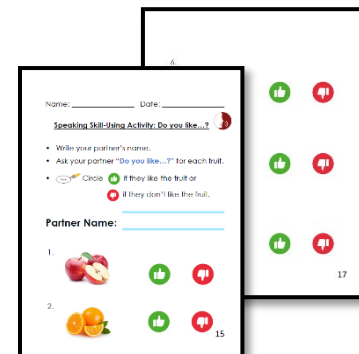 6.
17
Name: ______________ Date: ______________
Speaking Skill-Using Activity: Do you like...?
• Write your partner's name.
• Ask your partner "Do you like...?" for each fruit.
• Circle if they like the fruit or
if they don't like the fruit.
Partner Name:
1.
2.
15